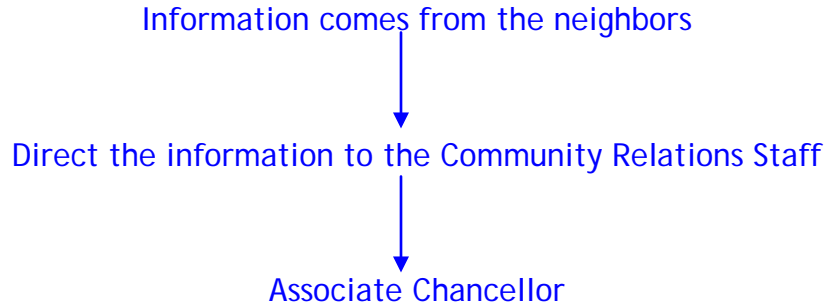 Information comes from the neighbors
Direct the information to the Community Relations Staff
Associate Chancellor